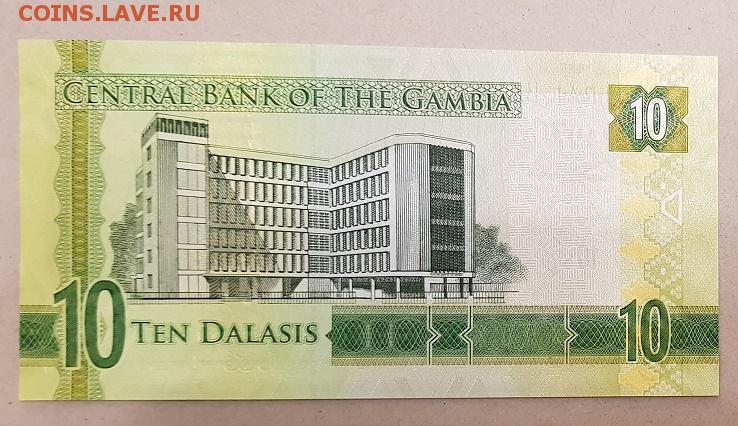 COINS.LAVE.RU
CENTRAL BANK OF THE GAMBIA
10
10
TEN DALASIS
10